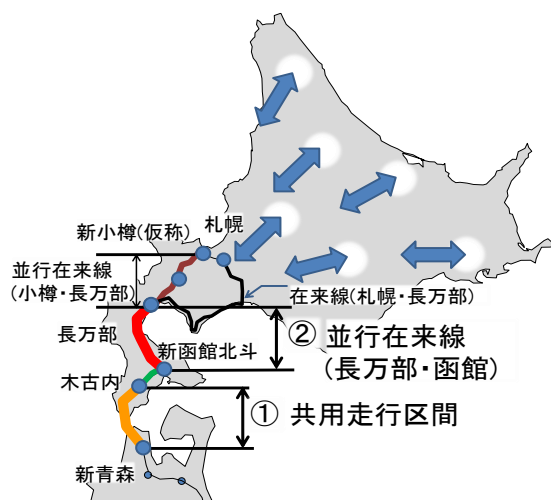 札幌
新小樽(仮称)
並行在来線
(小樽・長万部)
在来線(札幌・長万部)
長万部
② 並行在来線
(長万部・函館)
新函館北斗
木古内
① 共用走行区間
新青森